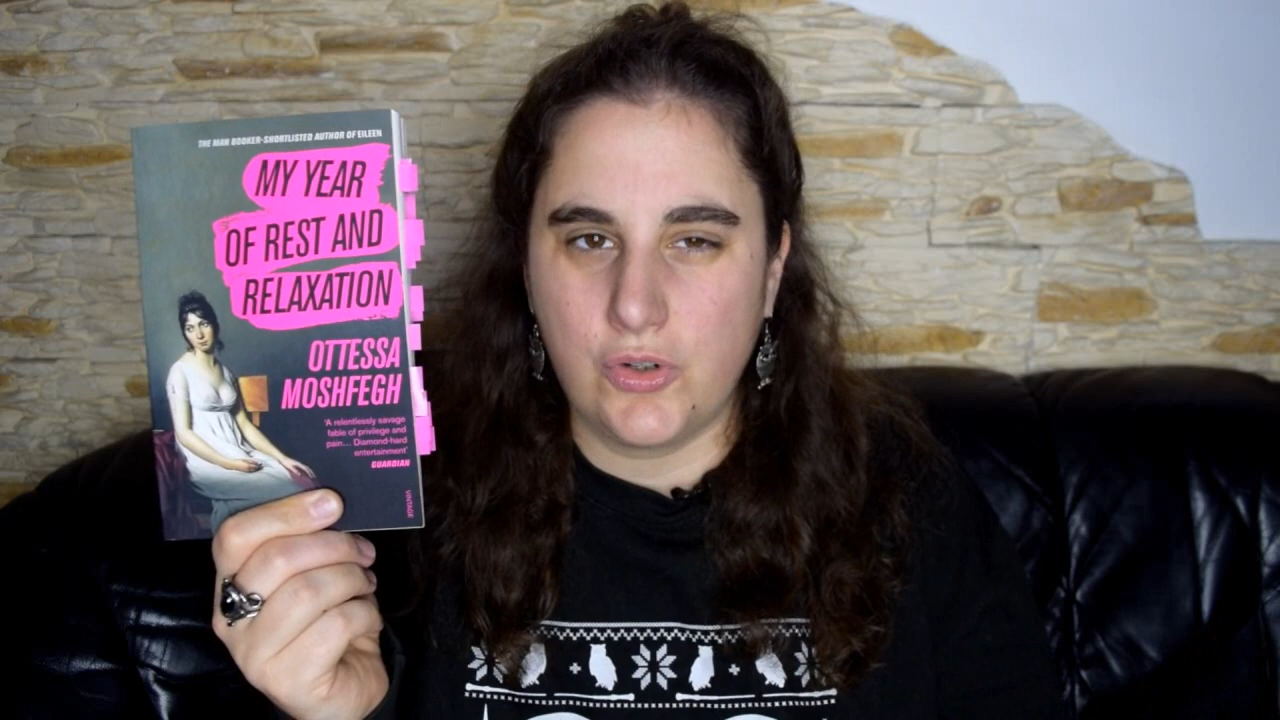 THE MAN BOOKER-SHORTLISTED AUTHOR OF EILEEN
MY YEAR
OF REST AND
RELAXATION
OTTESSA
MOSHFEGH
'A relentlessly savage
fable of privilege and
pain... Diamond-hard
entertainment'
GUARDIAN
VINTAGE